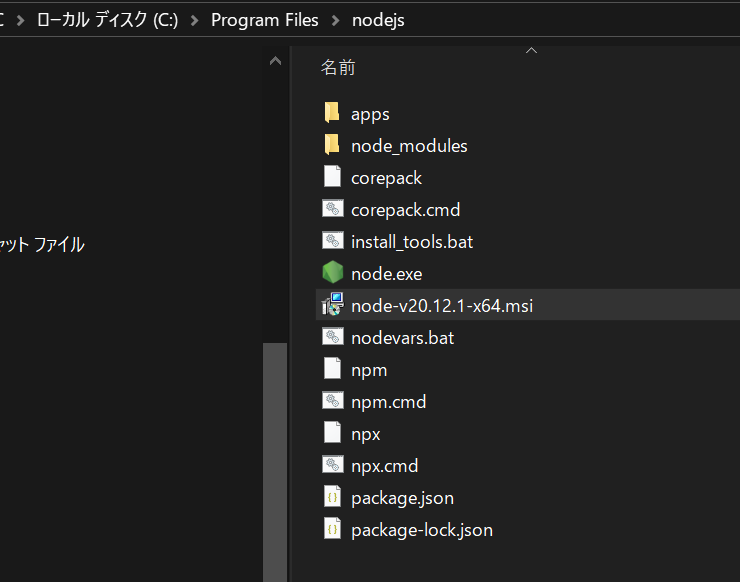 ローカル ディスク (C:) > Program Files > nodejs
名前
apps
node_modules
corepack
corepack.cmd
ット ファイル
install_tools.bat
node.exe
node-v20.12.1-x64.msi
nodevars.bat
npm
npm.cmd
npx
npx.cmd
package.json
package-lock.json